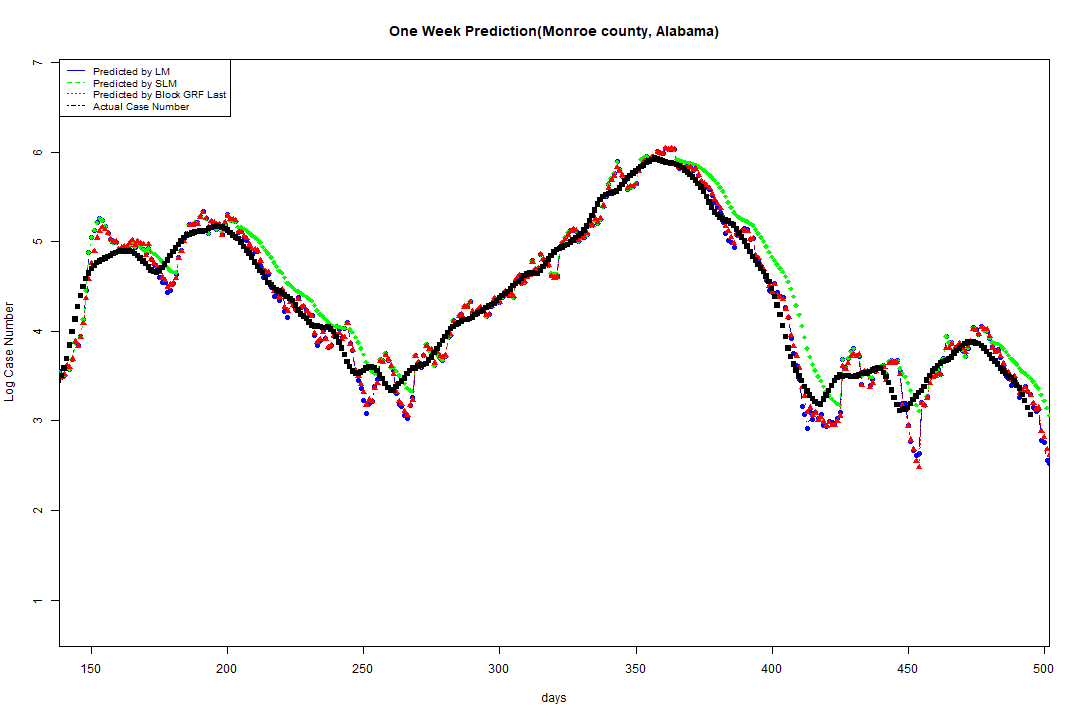 One Week Prediction(Monroe county, Alabama)
Predicted by LM
Predicted by SLM
Predicted by Block GRF Last
Actual Case Number
7
6
5
4
3
2
1
Log Case Number
150 200 250 300 350 400 450 500
days